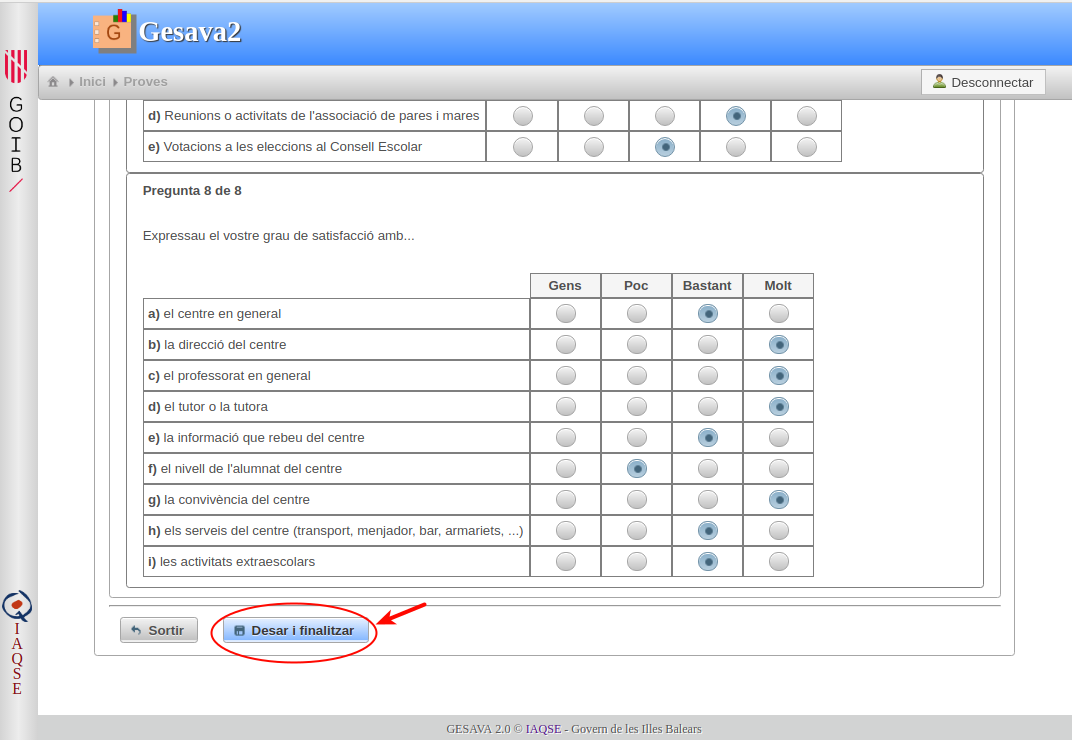 Gesava2
G
Inici Proves
Desconnectar
G
O
I
B
d) Reunions o activitats de l'associació de pares i mares
e) Votacions a les eleccions al Consell Escolar
Pregunta 8 de 8
Expressau el vostre grau de satisfacció amb...
Gens Poc Bastant Molt
a) el centre en general
b) la direcció del centre
c) el professorat en general
d) el tutor o la tutora
e) la informació que rebeu del centre
f) el nivell de l'alumnat del centre
g) la convivència del centre
h) els serveis del centre (transport, menjador, bar, armariets, ...)
i) les activitats extraescolars
Sortir Desar i finalitzar
I
A
Q
S
E
GESAVA 2.0 © IAQSE - Govern de les Illes Balears